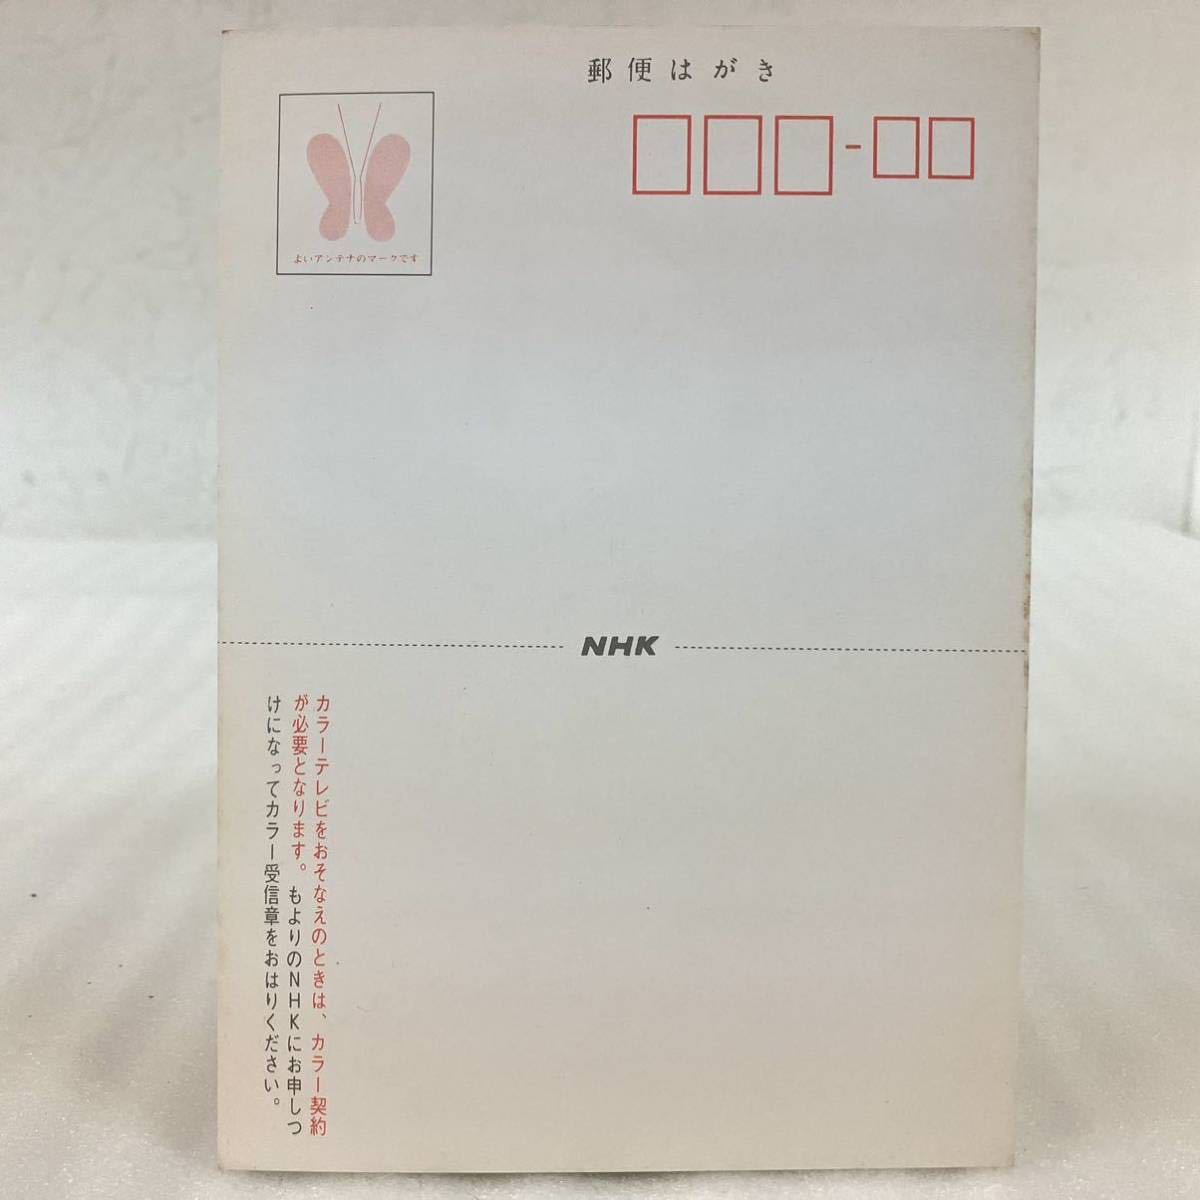 郵便はがき
よいアンテナのマークです
NHK
カラーテレビをおそなえのときは、カラー契約
が必要となります。もよりのNHKにお申しつ
けになってカラー受信章をおはりください。